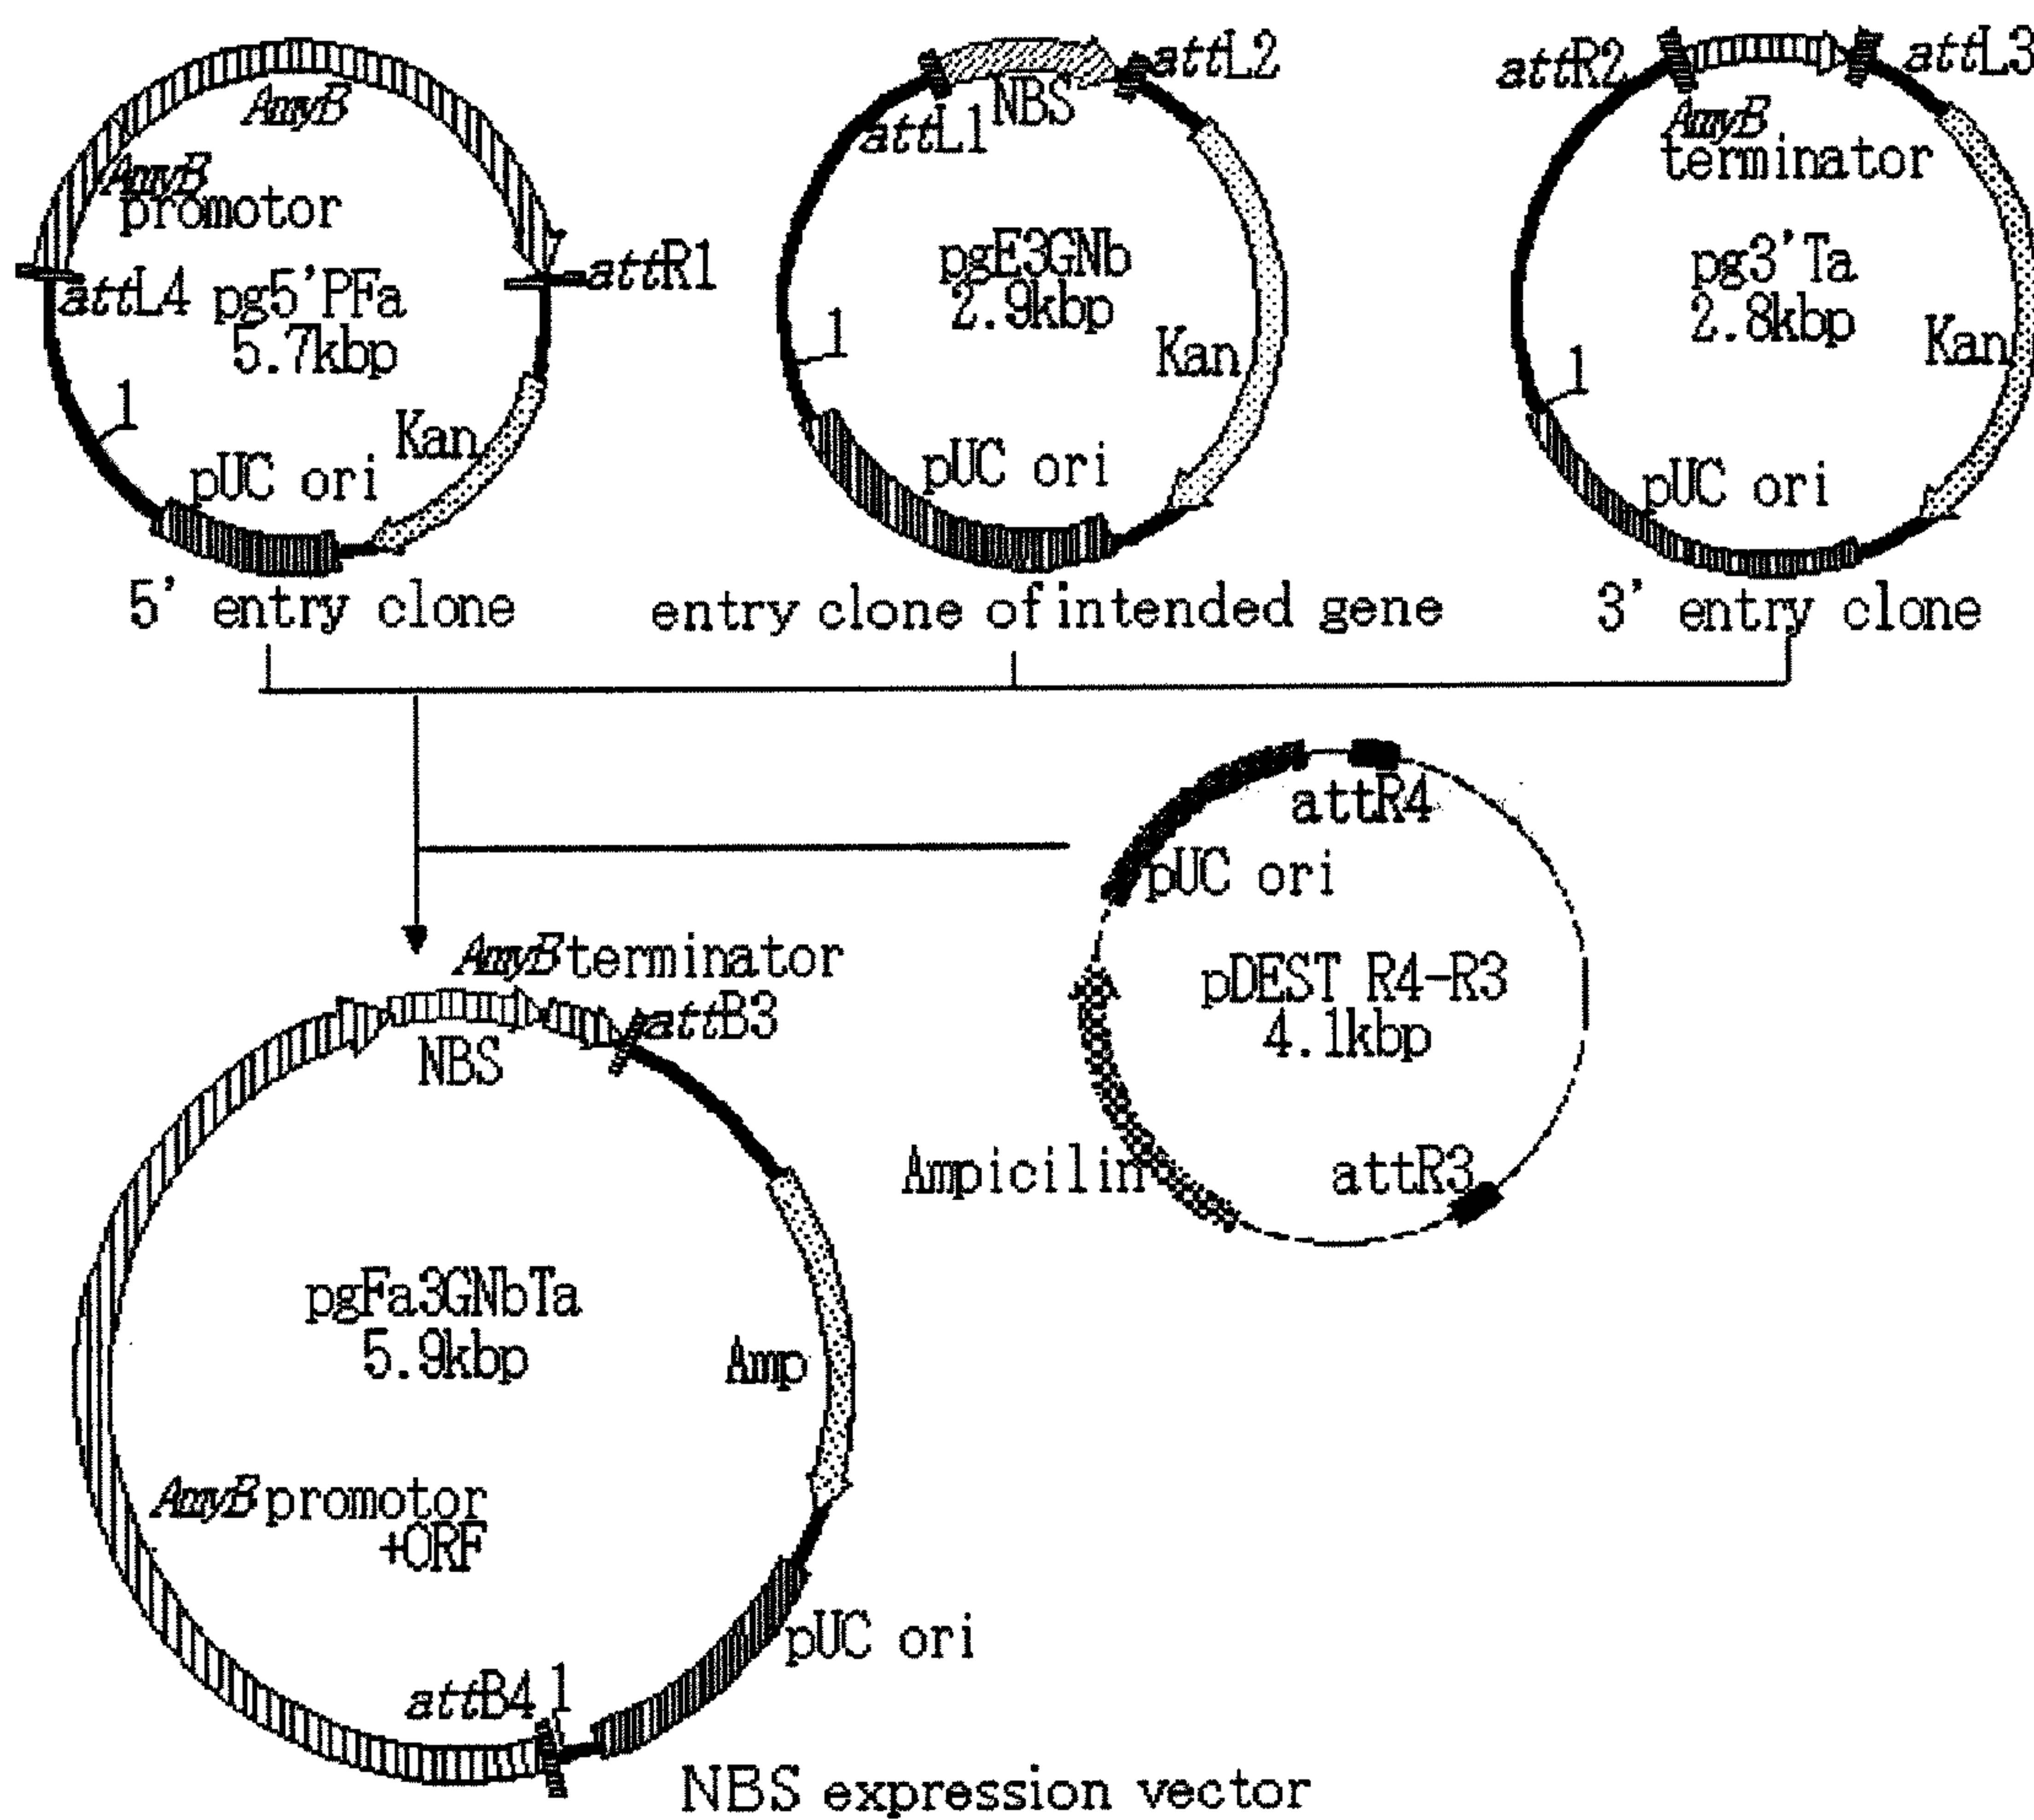 AmyB
AmyB
promotor
attL4
attR1
pg5'PFa
5.7kbp
1
Kan
pUC ori
5' entry clone
attL1
NBS
attL2
pgE3GNb
2.9kbp
1
Kan
pUC ori
entry clone of intended gene
attR2
attL3
AmyB
terminator
pg3'Ta
2.8kbp
1
Kan
pUC ori
3' entry clone
attR4
pUC ori
pDEST R4-R3
4.1kbp
Ampicilin
attR3
AmyB terminator
attB3
NBS
pgFa3GNbTa
5.9kbp
Amp
AmyB promotor
+ORF
pUC ori
attB4 1
NBS expression vector